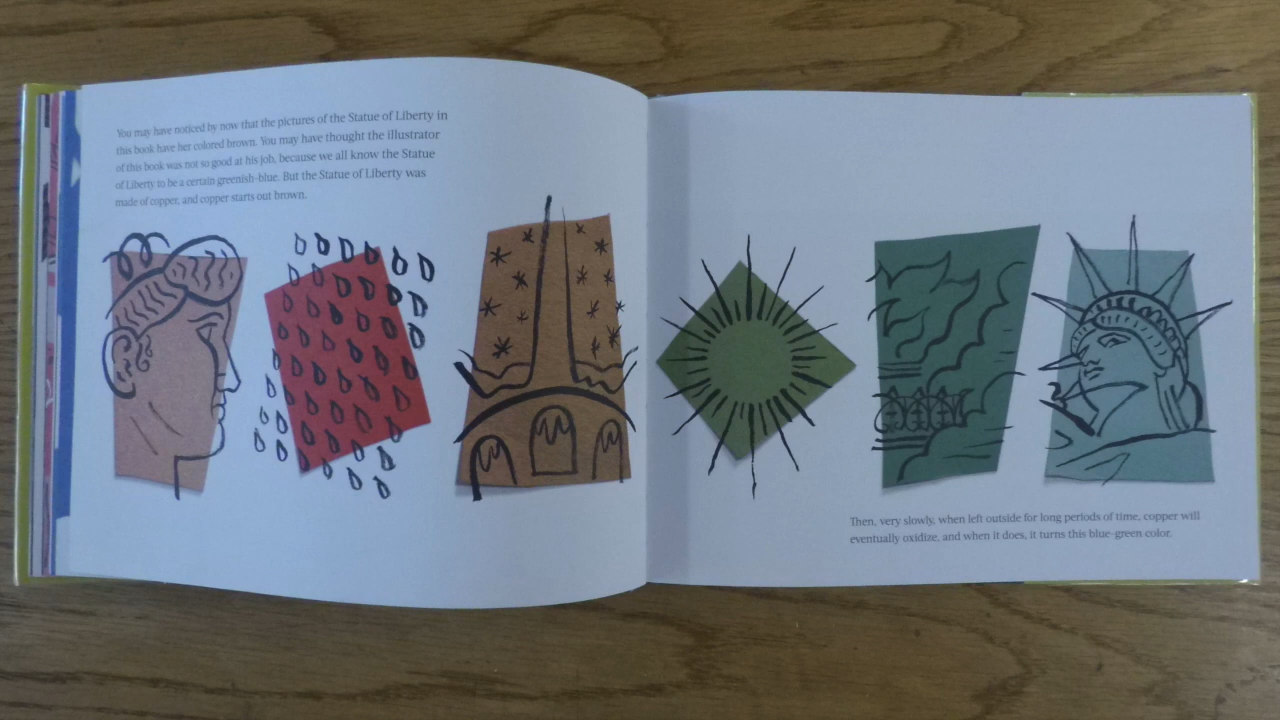 You may have noticed by now that the pictures of the Statue of Liberty in
this book have her colored brown. You may have thought the illustrator
of this book was not so good at his job, because we all know the Statue
of Liberty to be a certain greenish-blue. But the Statue of Liberty was
made of copper, and copper starts out brown.
Then, very slowly, when left outside for long periods of time, copper will
eventually oxidize, and when it does, it turns this blue-green color.